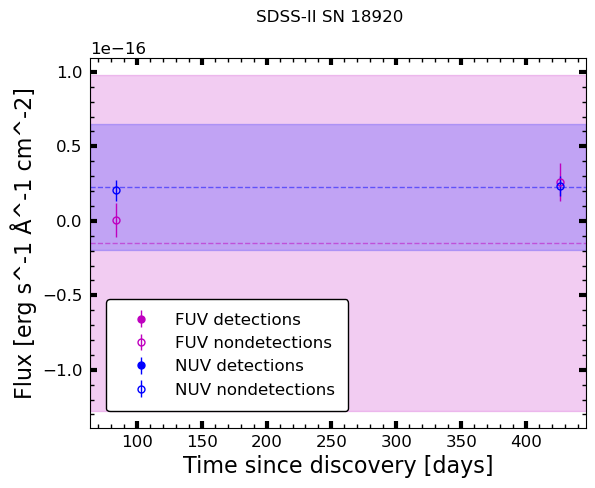 SDSS-II SN 18920
1e−16
1.0
0.5
0.0
−0.5
−1.0
Flux [erg s^-1 Å^-1 cm^-2]
FUV detections
FUV nondetections
NUV detections
NUV nondetections
100 150 200 250 300 350 400
Time since discovery [days]